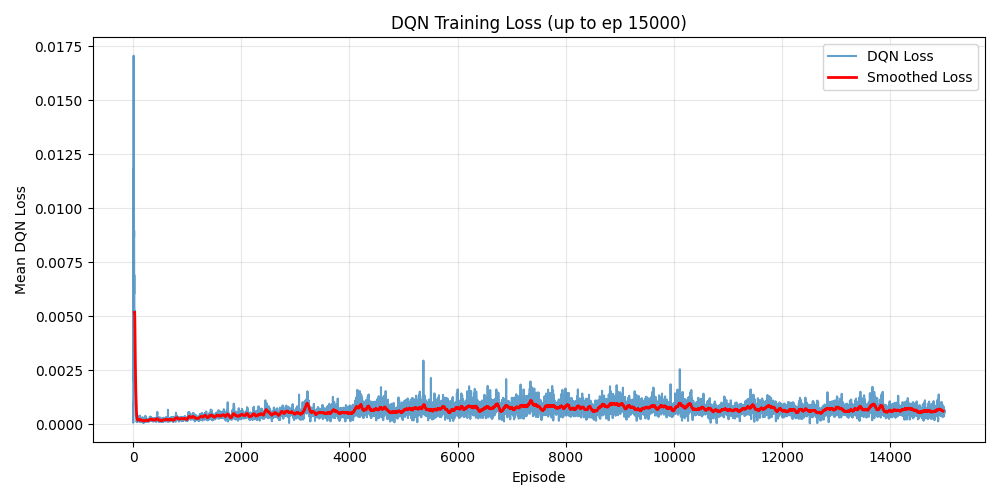 DQN Training Loss (up to ep 15000)
DQN Loss
Smoothed Loss
Mean DQN Loss
0.0175
0.0150
0.0125
0.0100
0.0075
0.0050
0.0025
0.0000
0 2000 4000 6000 8000 10000 12000 14000
Episode